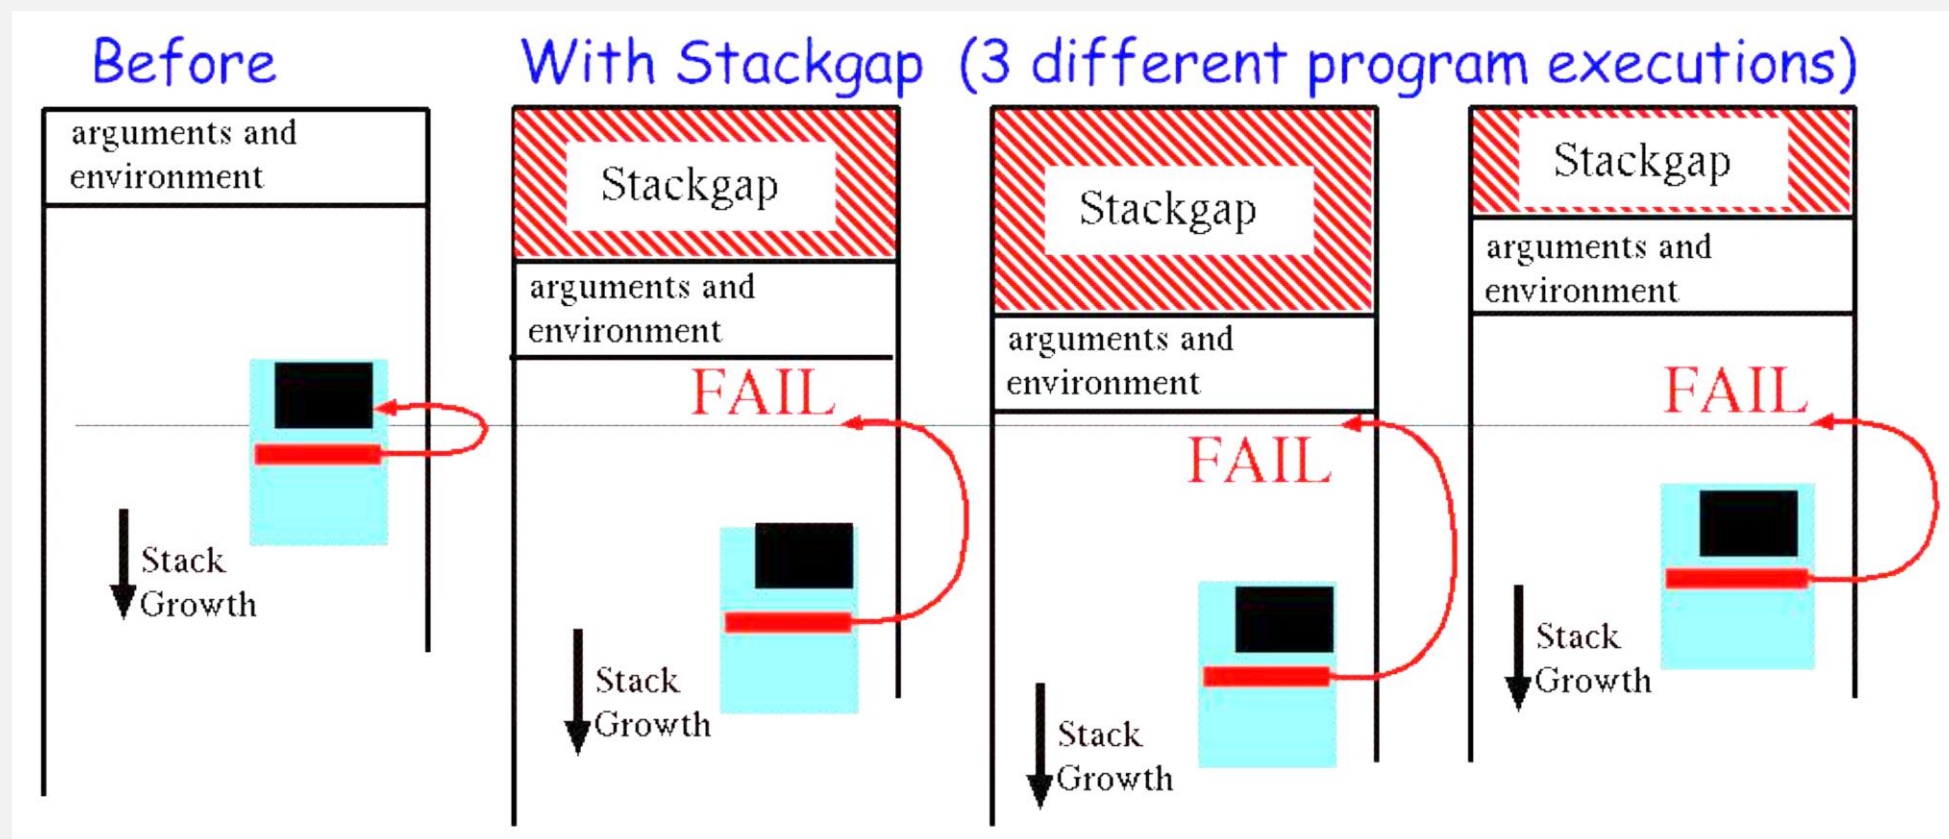 Before
With Stackgap (3 different program executions)
arguments and
environment
Stack
Growth
Stackgap
arguments and
environment
FAIL
Stack
Growth
Stackgap
arguments and
environment
FAIL
Stack
Growth
Stackgap
arguments and
environment
FAIL
Stack
Growth